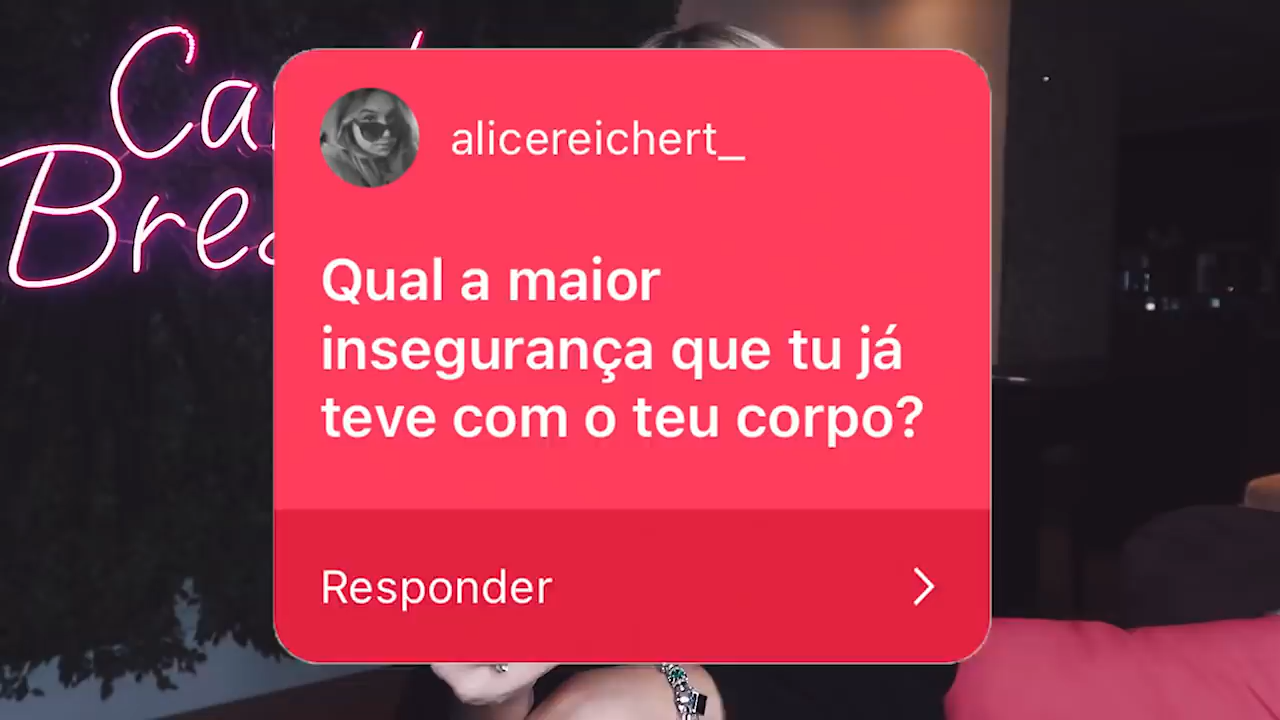 alicereichert_
Qual a maior
insegurança que tu já
teve com o teu corpo?
Responder